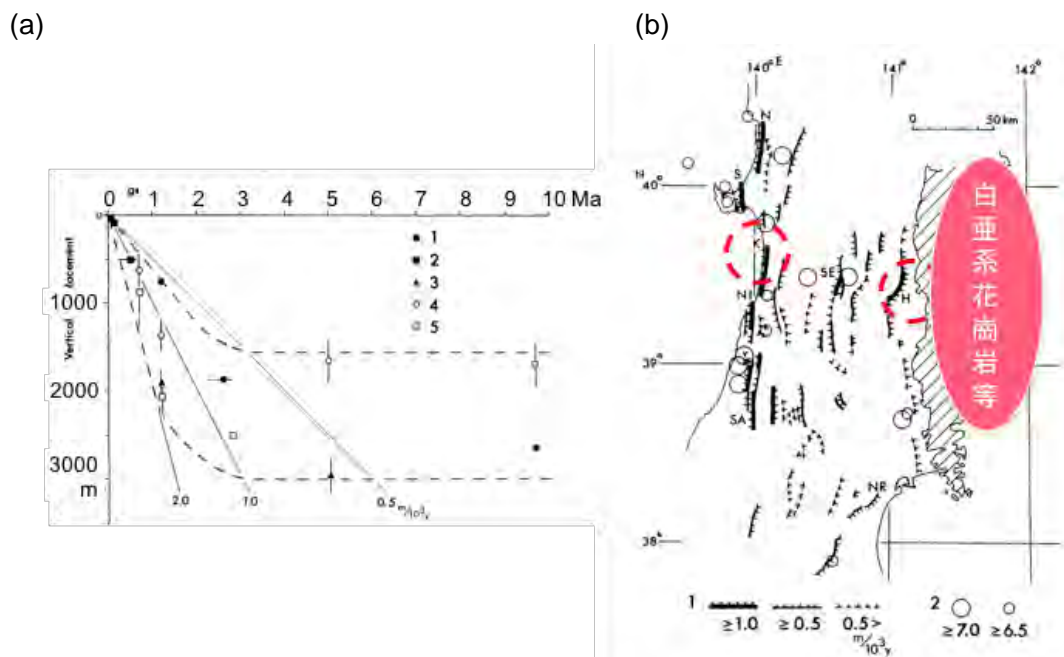 (a)
0 1 2 3 4 5 6 7 8 9 10 Ma
0
1000
2000
3000
m
Vertical
1
2
3
4
5
2.0
1.0
0.5 m/10³y
(b)
140°E 141° 142°
0 50 km
N
40°
39°
38°
N
S
K
SE
NI
H
SA
NR
白亜系花崗岩等
1 2
≥1.0 ≥0.5 0.5> ≥7.0 ≥6.5
m/10³y